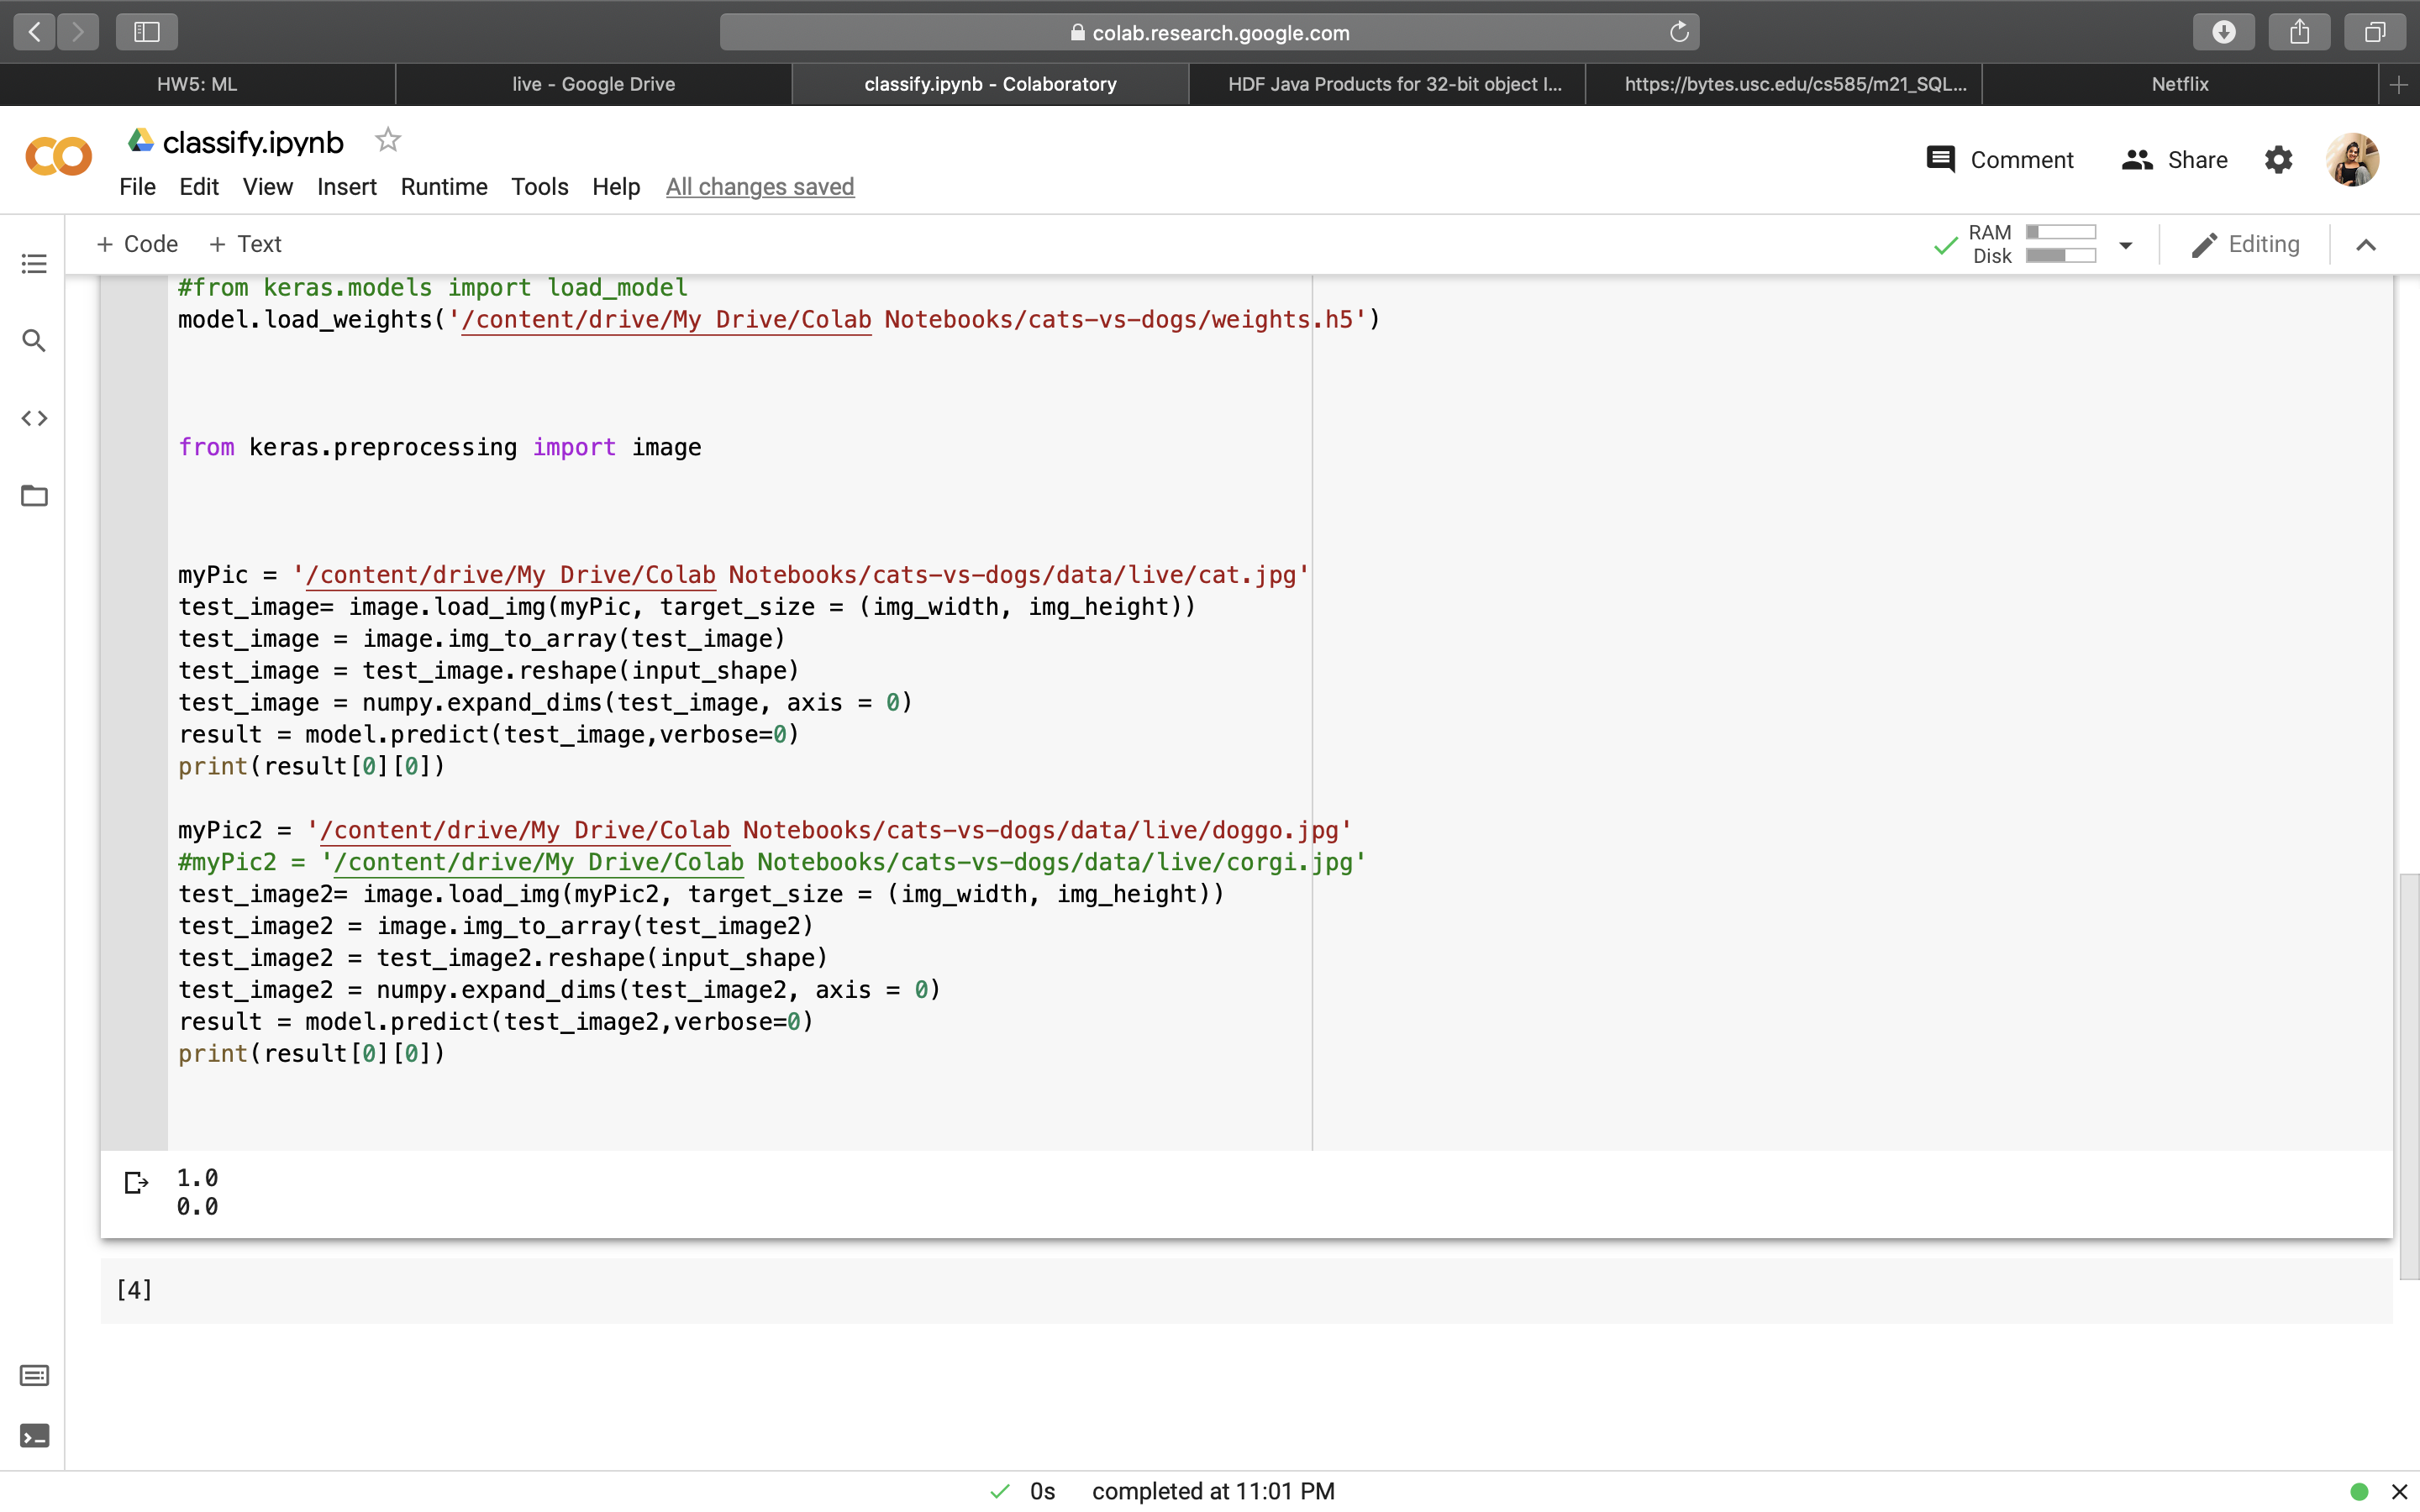 colab.research.google.com
HW5: ML
live - Google Drive
classify.ipynb - Colaboratory
HDF Java Products for 32-bit object I...
https://bytes.usc.edu/cs585/m21_SQL...
Netflix
classify.ipynb
Comment
Share
File Edit View Insert Runtime Tools Help All changes saved
+ Code + Text
RAM
Disk
Editing
#from keras.models import load_model
model.load_weights('/content/drive/My Drive/Colab Notebooks/cats-vs-dogs/weights.h5')
from keras.preprocessing import image
myPic = '/content/drive/My Drive/Colab Notebooks/cats-vs-dogs/data/live/cat.jpg'
test_image= image.load_img(myPic, target_size = (img_width, img_height))
test_image = image.img_to_array(test_image)
test_image = test_image.reshape(input_shape)
test_image = numpy.expand_dims(test_image, axis = 0)
result = model.predict(test_image,verbose=0)
print(result[0][0])
myPic2 = '/content/drive/My Drive/Colab Notebooks/cats-vs-dogs/data/live/doggo.jpg'
#myPic2 = '/content/drive/My Drive/Colab Notebooks/cats-vs-dogs/data/live/corgi.jpg'
test_image2= image.load_img(myPic2, target_size = (img_width, img_height))
test_image2 = image.img_to_array(test_image2)
test_image2 = test_image2.reshape(input_shape)
test_image2 = numpy.expand_dims(test_image2, axis = 0)
result = model.predict(test_image2,verbose=0)
print(result[0][0])
1.0
0.0
[4]
0s completed at 11:01 PM